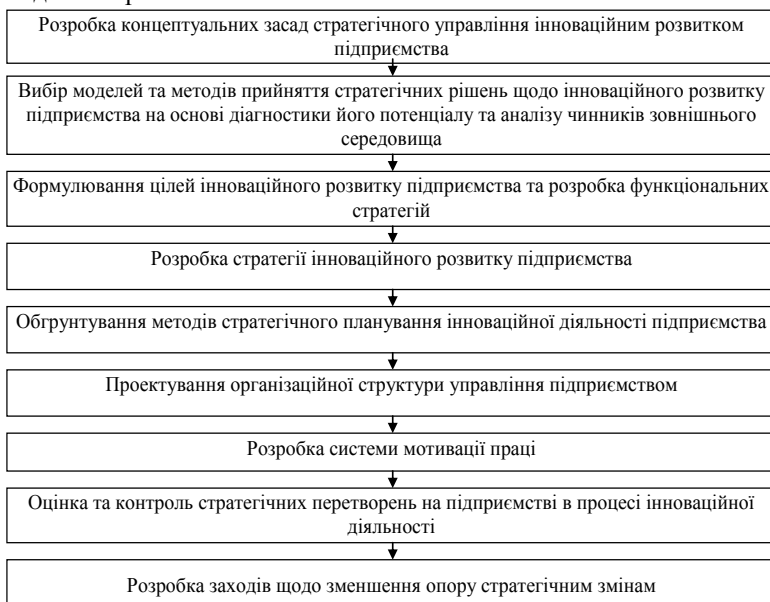 Розробка концептуальних засад стратегічного управління інноваційним розвитком
підприємства
Вибір моделей та методів прийняття стратегічних рішень щодо інноваційного розвитку
підприємства на основі діагностики його потенціалу та аналізу чинників зовнішнього
середовища
Формулювання цілей інноваційного розвитку підприємства та розробка функціональних
стратегій
Розробка стратегії інноваційного розвитку підприємства
Обгрунтування методів стратегічного планування інноваційної діяльності підприємства
Проектування організаційної структури управління підприємством
Розробка системи мотивації праці
Оцінка та контроль стратегічних перетворень на підприємстві в процесі інноваційної
діяльності
Розробка заходів щодо зменшення опору стратегічним змінам